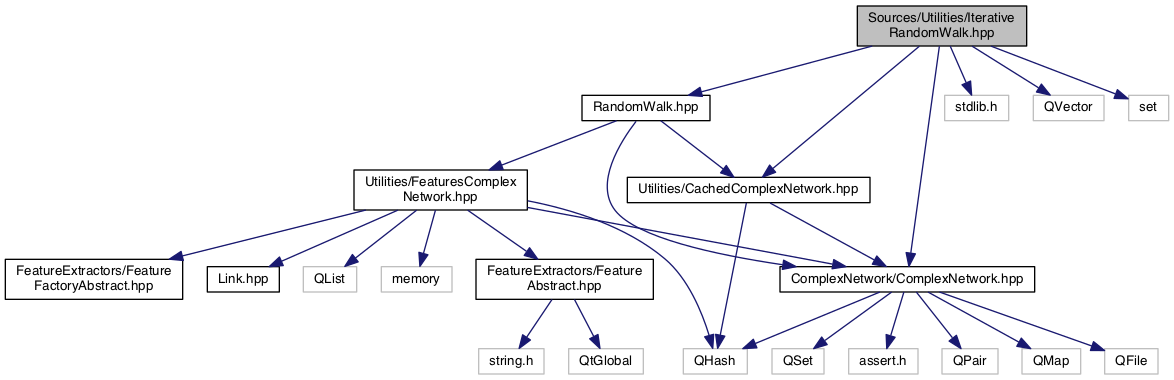 Sources/Utilities/Iterative
RandomWalk.hpp
RandomWalk.hpp
stdlib.h
QVector
set
Utilities/FeaturesComplex
Network.hpp
Utilities/CachedComplexNetwork.hpp
FeatureExtractors/Feature
FactoryAbstract.hpp
Link.hpp
QList
memory
FeatureExtractors/Feature
Abstract.hpp
ComplexNetwork/ComplexNetwork.hpp
string.h
QtGlobal
QHash
QSet
assert.h
QPair
QMap
QFile